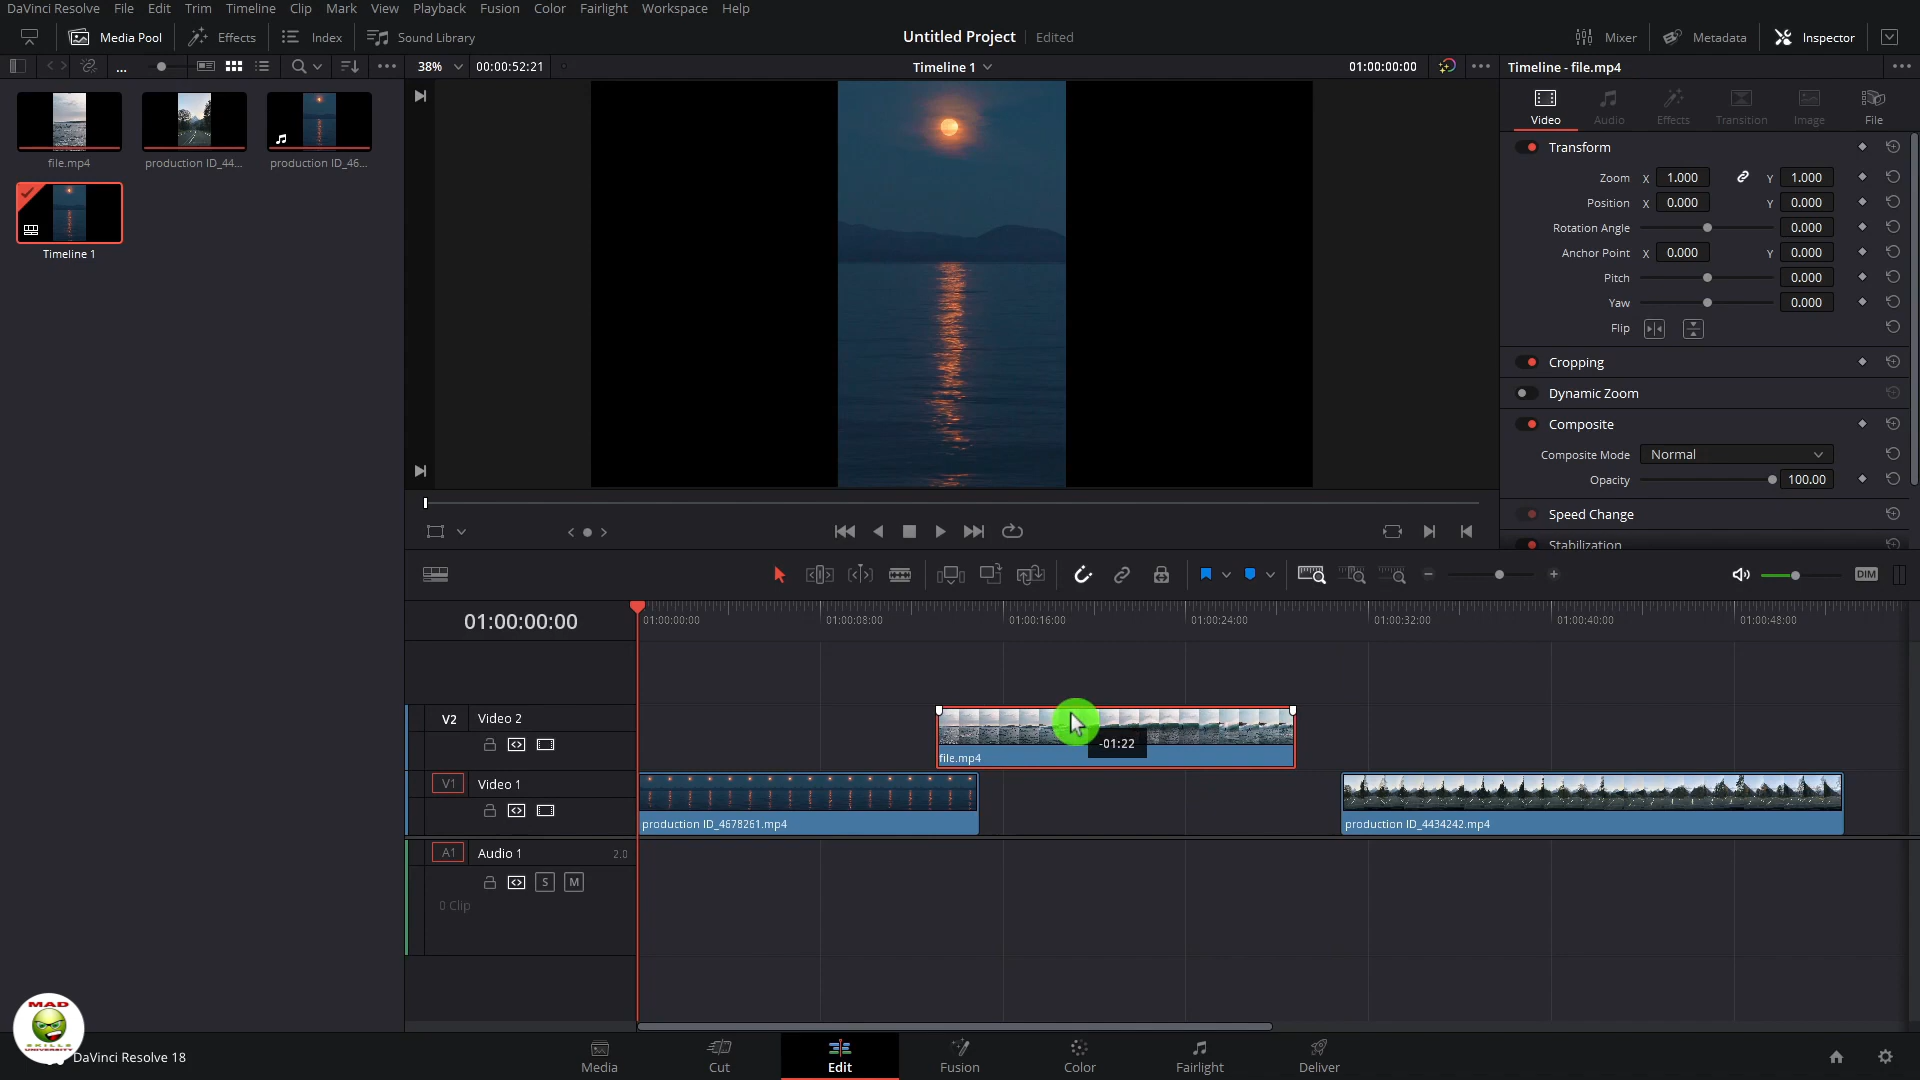 DaVinci Resolve File Edit Trim Timeline Clip Mark View Playback Fusion Color Fairlight Workspace Help
Media Pool Effects Index Sound Library Untitled Project Edited Mixer Metadata Inspector
... 38% 00:00:52:21 Timeline 1 01:00:00:00 Timeline - file.mp4
Video Audio Effects Transition Image File
file.mp4 production ID_44... production ID_46...
Timeline 1
Transform
Zoom X 1.000 Y 1.000
Position X 0.000 Y 0.000
Rotation Angle 0.000
Anchor Point X 0.000 Y 0.000
Pitch 0.000
Yaw 0.000
Flip
Cropping
Dynamic Zoom
Composite
Composite Mode Normal
Opacity 100.00
Speed Change
Stabilization
DIM
01:00:00:00 01:00:00:00 01:00:08:00 01:00:16:00 01:00:24:00 01:00:32:00 01:00:40:00 01:00:48:00
V2 Video 2
-01:22
file.mp4
V1 Video 1
production ID_4678261.mp4 production ID_4434242.mp4
A1 Audio 1 2.0
S M
0 Clip
MAD
SKILLS
UNIVERSITY
DaVinci Resolve 18
Media Cut Edit Fusion Color Fairlight Deliver